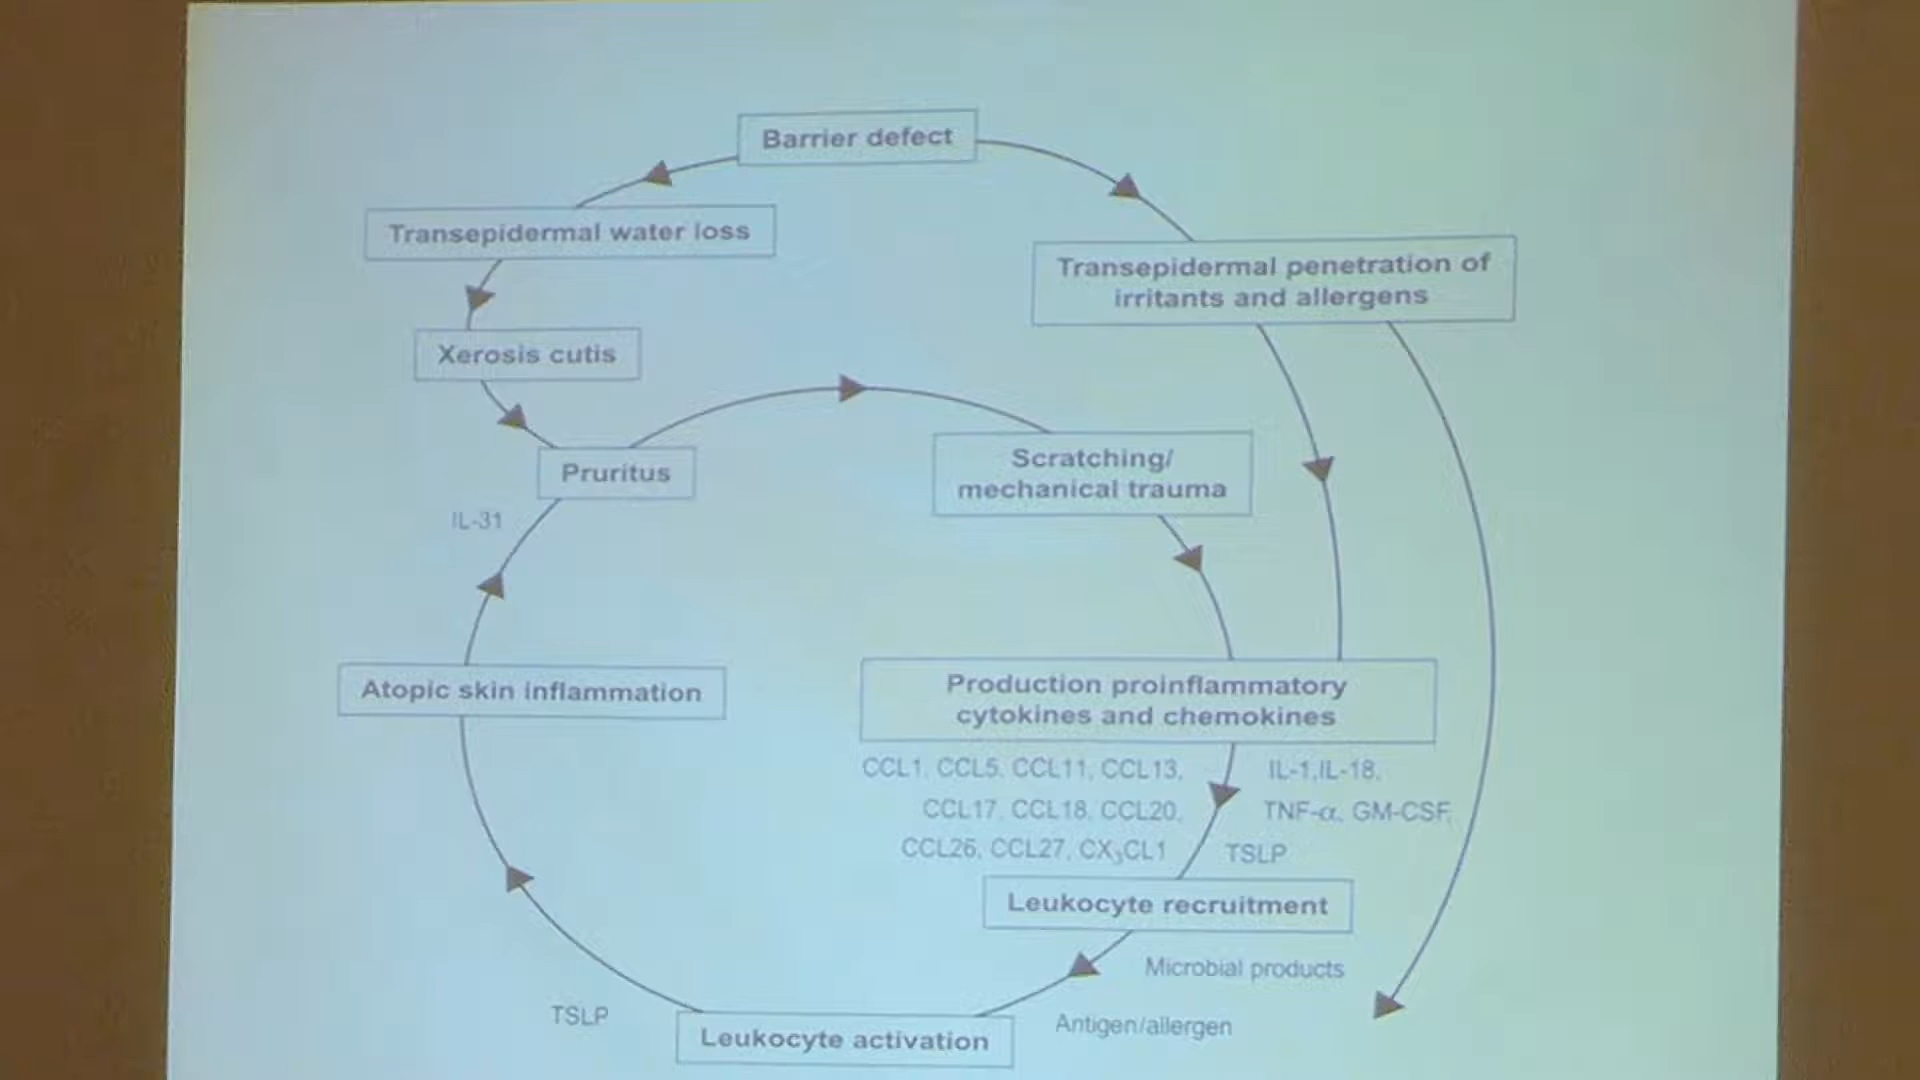 Barrier defect
Transepidermal water loss
Transepidermal penetration of
irritants and allergens
Xerosis cutis
Pruritus
Scratching/
mechanical trauma
IL-31
Atopic skin inflammation
Production proinflammatory
cytokines and chemokines
CCL1, CCL5, CCL11, CCL13,
CCL17, CCL18, CCL20,
CCL26, CCL27, CX₃CL1
IL-1,IL-18,
TNF-α, GM-CSF,
TSLP
Leukocyte recruitment
Microbial products
Antigen/allergen
TSLP
Leukocyte activation